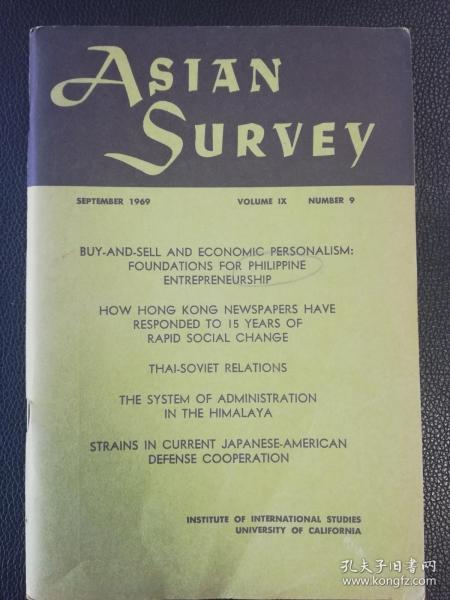 ASIAN
SURVEY
SEPTEMBER 1969 VOLUME IX NUMBER 9
BUY-AND-SELL AND ECONOMIC PERSONALISM:
FOUNDATIONS FOR PHILIPPINE
ENTREPRENEURSHIP
HOW HONG KONG NEWSPAPERS HAVE
RESPONDED TO 15 YEARS OF
RAPID SOCIAL CHANGE
THAI-SOVIET RELATIONS
THE SYSTEM OF ADMINISTRATION
IN THE HIMALAYA
STRAINS IN CURRENT JAPANESE-AMERICAN
DEFENSE COOPERATION
INSTITUTE OF INTERNATIONAL STUDIES
UNIVERSITY OF CALIFORNIA
孔夫子旧书网
www.kongfz.com